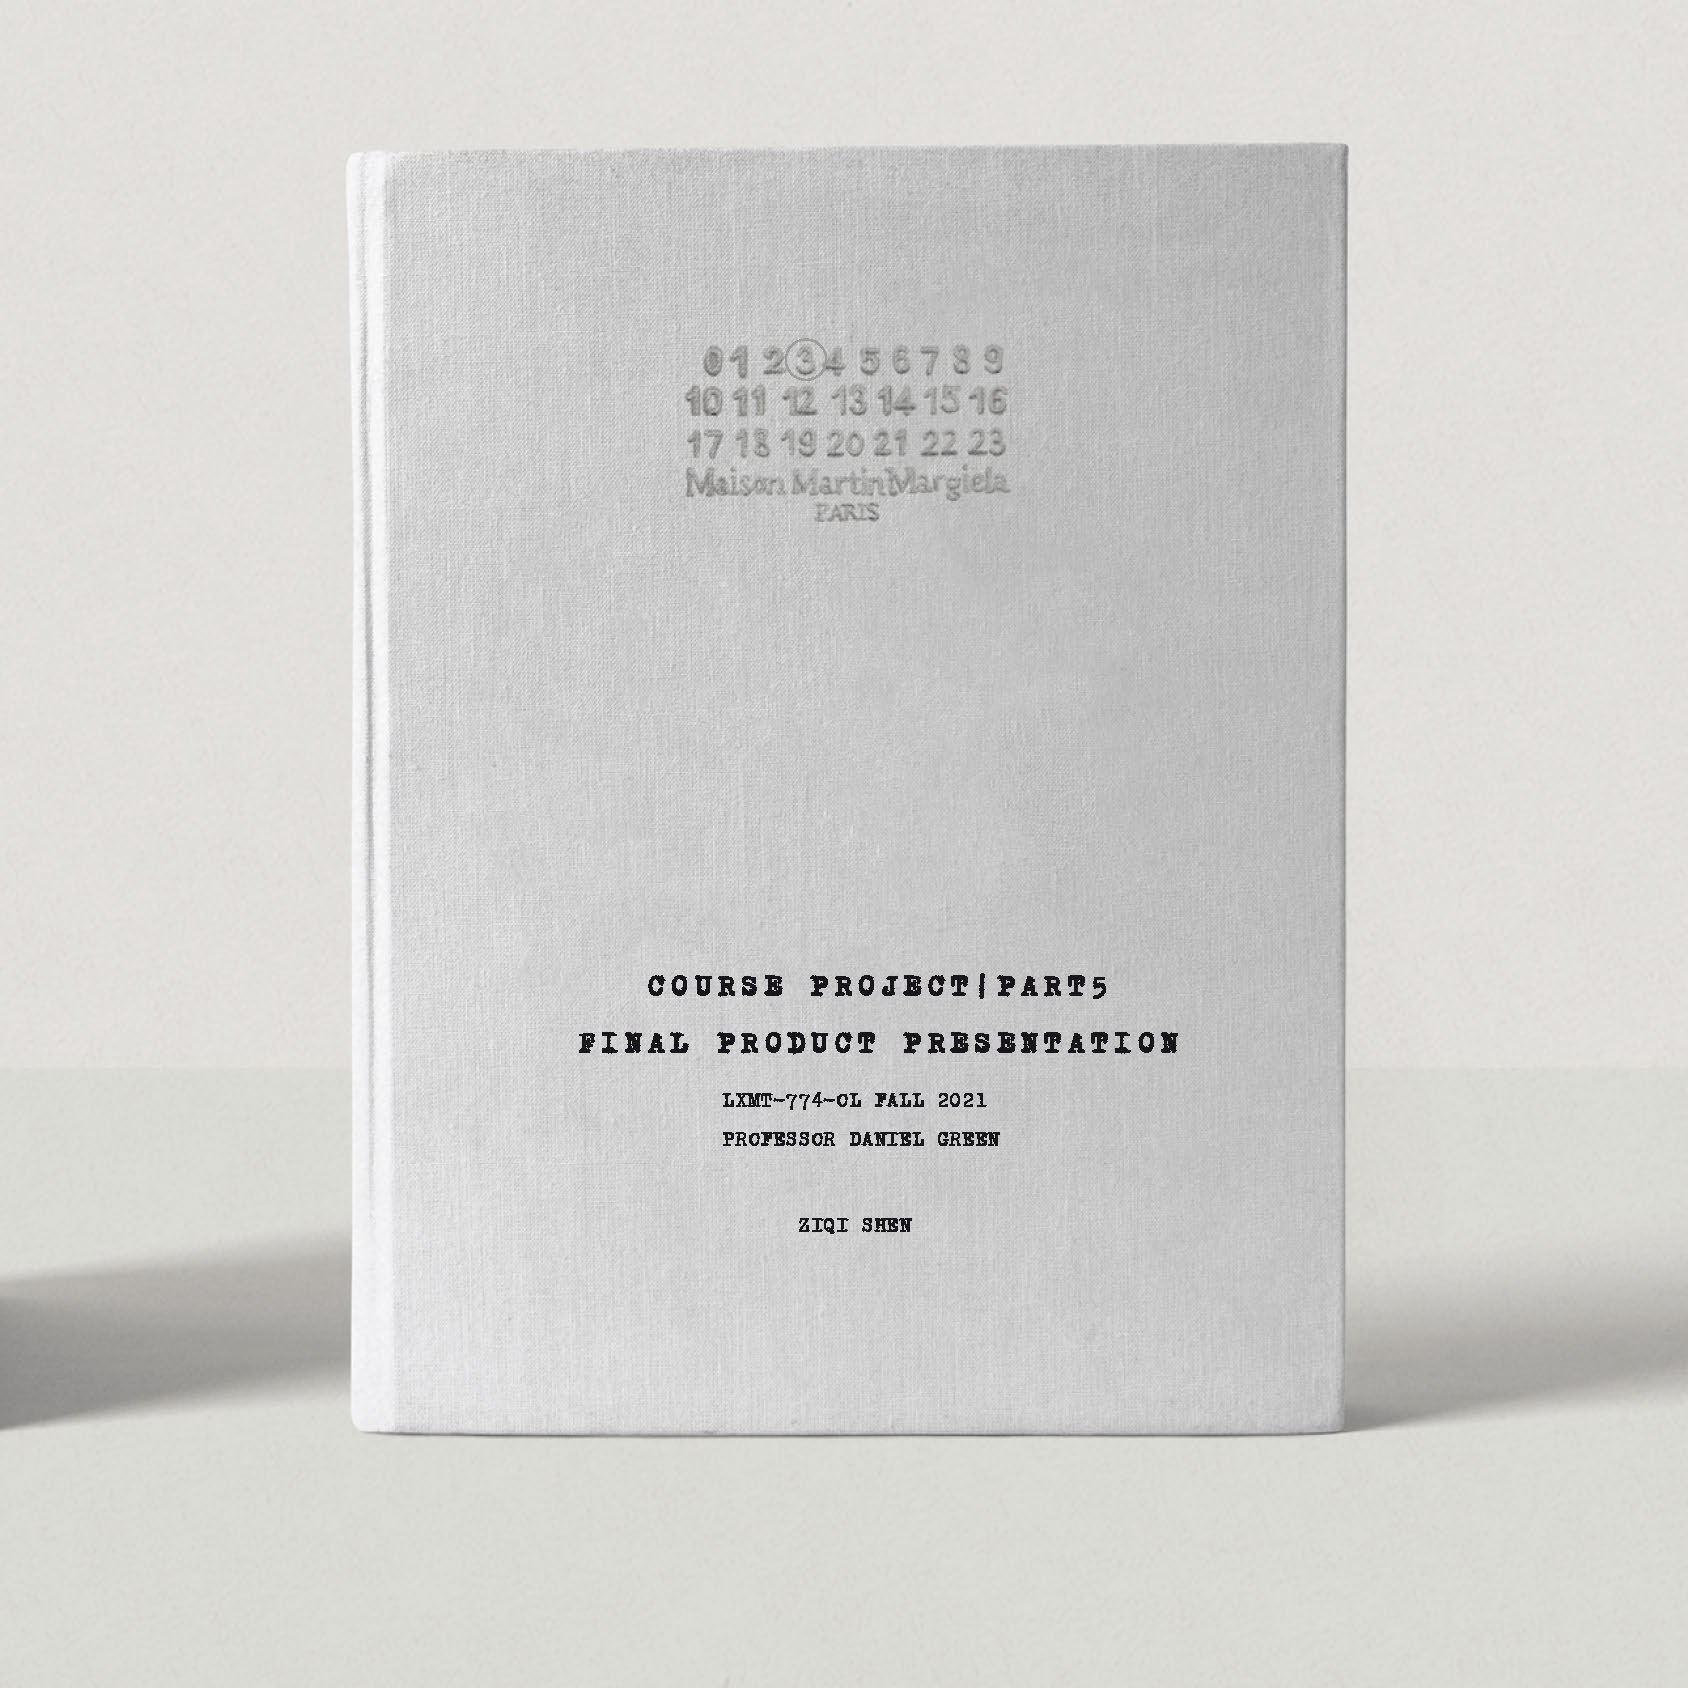 0 1 2 3 4 5 6 7 8 9
10 11 12 13 14 15 16
17 18 19 20 21 22 23
Maison Martin Margiela
PARIS
COURSE PROJECT|PART5
FINAL PRODUCT PRESENTATION
LXMT-774-OL FALL 2021
PROFESSOR DANIEL GREEN
ZIQI SHEN